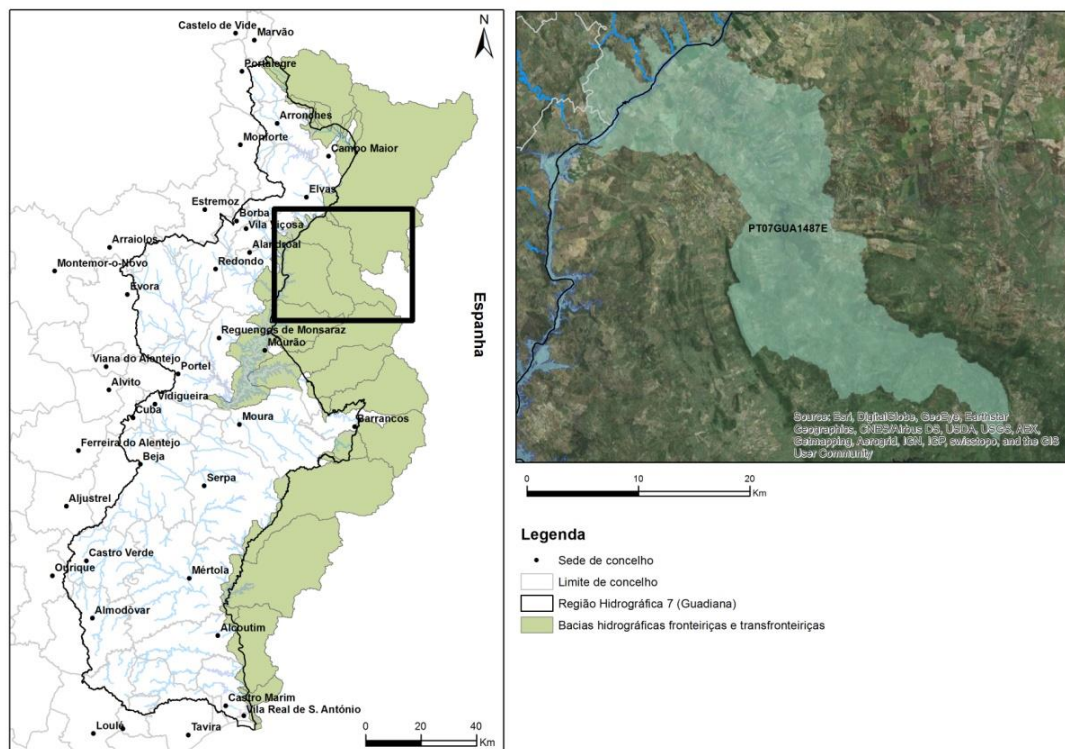 Castelo de Vide
Marvão
N
Portalegre
Arronches
Monforte
Campo Maior
Elvas
Estremoz
Borba
Vila Viçosa
Arraiolos
Alandroal
Montemor-o-Novo
Redondo
Évora
Espanha
Reguengos de Monsaraz
Mourão
Viana do Alentejo
Portel
Alvito
Vidigueira
Cuba
Moura
Barrancos
Ferreira do Alentejo
Beja
Serpa
Aljustrel
Castro Verde
Ourique
Mértola
Almodôvar
Alcoutim
Castro Marim
Vila Real de S. António
Loulé
Tavira
0 20 40
Km
PT07GUA1487E
Source: Esri, DigitalGlobe, GeoEye, Earthstar
Geographics, CNES/Airbus DS, USDA, USGS, AEX,
Getmapping, Aerogrid, IGN, IGP, swisstopo, and the GIS
User Community
0 10 20
Km
Legenda
Sede de concelho
Limite de concelho
Região Hidrográfica 7 (Guadiana)
Bacias hidrográficas fronteiriças e transfronteiriças